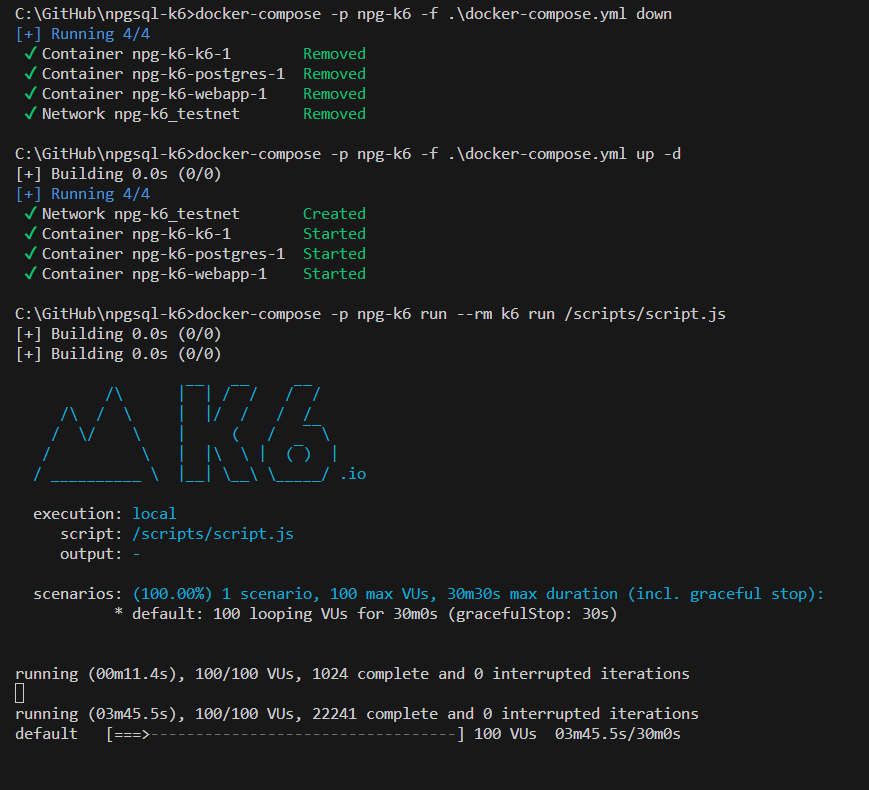 C:\GitHub\npgsql-k6>docker-compose -p npg-k6 -f .\docker-compose.yml down
[+] Running 4/4
✓ Container npg-k6-k6-1 Removed
✓ Container npg-k6-postgres-1 Removed
✓ Container npg-k6-webapp-1 Removed
✓ Network npg-k6_testnet Removed
C:\GitHub\npgsql-k6>docker-compose -p npg-k6 -f .\docker-compose.yml up -d
[+] Building 0.0s (0/0)
[+] Running 4/4
✓ Network npg-k6_testnet Created
✓ Container npg-k6-k6-1 Started
✓ Container npg-k6-postgres-1 Started
✓ Container npg-k6-webapp-1 Started
C:\GitHub\npgsql-k6>docker-compose -p npg-k6 run --rm k6 run /scripts/script.js
[+] Building 0.0s (0/0)
[+] Building 0.0s (0/0)
          /\      |‾‾| /‾‾/   /‾‾/
     /\  /  \     |  |/  /   /  /
    /  \/    \    |     (   /   ‾‾\
   /          \   |  |\  \ |  (‾)  |
  / __________ \  |__| \__\ \_____/ .io
execution: local
script: /scripts/script.js
output: -
scenarios: (100.00%) 1 scenario, 100 max VUs, 30m30s max duration (incl. graceful stop):
* default: 100 looping VUs for 30m0s (gracefulStop: 30s)
running (00m11.4s), 100/100 VUs, 1024 complete and 0 interrupted iterations
running (03m45.5s), 100/100 VUs, 22241 complete and 0 interrupted iterations
default [===>----------------------------------] 100 VUs 03m45.5s/30m0s